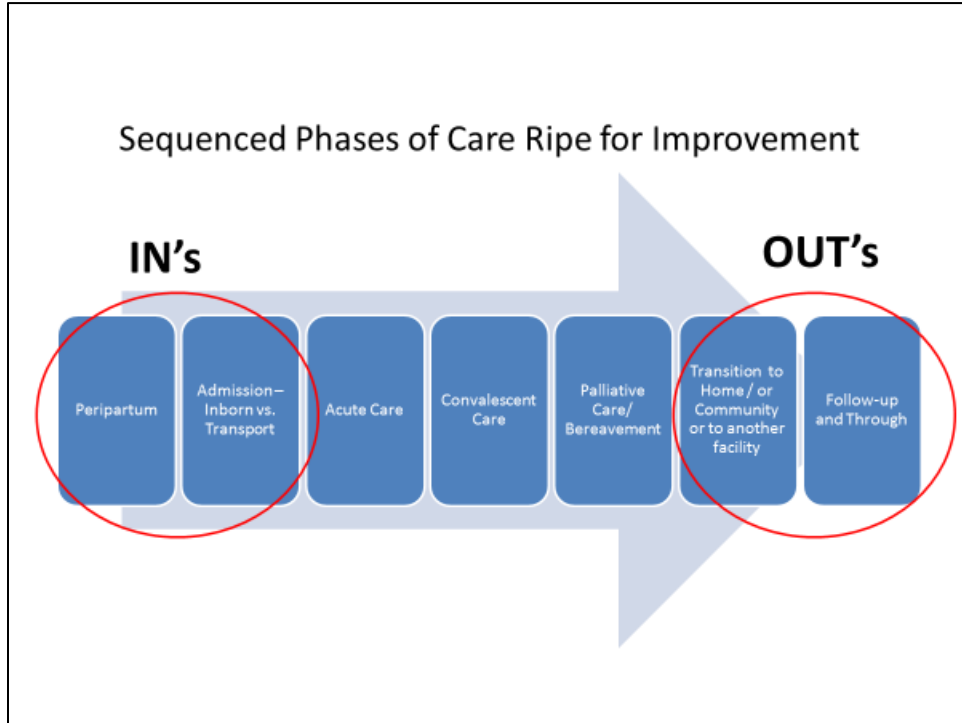 Sequenced Phases of Care Ripe for Improvement
IN's
OUT's
Peripartum
Admission –
Inborn vs.
Transport
Acute Care
Convalescent
Care
Palliative
Care/
Bereavement
Transition to
Home / or
Community
or to another
facility
Follow-up
and Through